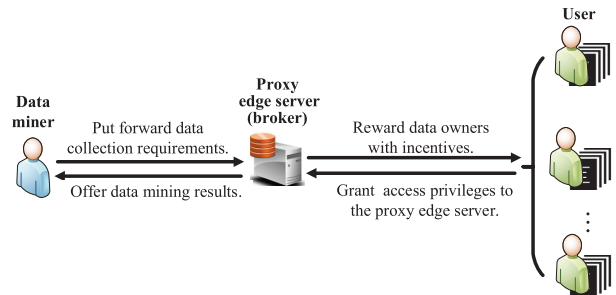 User
Proxy
edge server
(broker)
Data
miner
Put forward data
collection requirements.
Offer data mining results.
Reward data owners
with incentives.
Grant access privileges to
the proxy edge server.